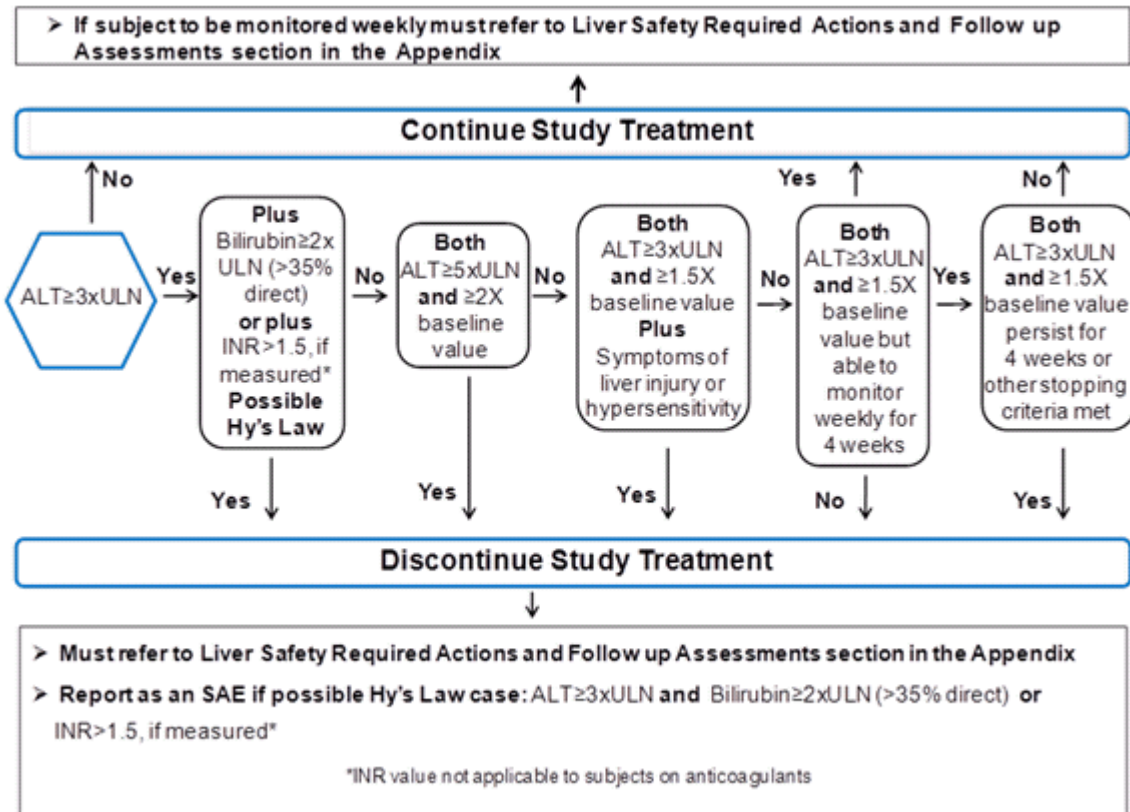 ➢ If subject to be monitored weekly must refer to Liver Safety Required Actions and Follow up
Assessments section in the Appendix
Continue Study Treatment
No
Yes
No
ALT≥3xULN
Yes
Plus
Bilirubin≥2x
ULN (>35%
direct)
or plus
INR>1.5, if
measured*
Possible
Hy's Law
No
Both
ALT≥5xULN
and ≥2X
baseline
value
No
Both
ALT≥3xULN
and ≥1.5X
baseline value
Plus
Symptoms of
liver injury or
hypersensitivity
No
Both
ALT≥3xULN
and ≥1.5X
baseline
value but
able to
monitor
weekly for
4 weeks
Yes
Both
ALT≥3xULN
and ≥1.5X
baseline value
persist for
4 weeks or
other stopping
criteria met
Yes
Yes
Yes
No
Yes
Discontinue Study Treatment
➢ Must refer to Liver Safety Required Actions and Follow up Assessments section in the Appendix
➢ Report as an SAE if possible Hy's Law case: ALT≥3xULN and Bilirubin≥2xULN (>35% direct) or
INR>1.5, if measured*
*INR value not applicable to subjects on anticoagulants